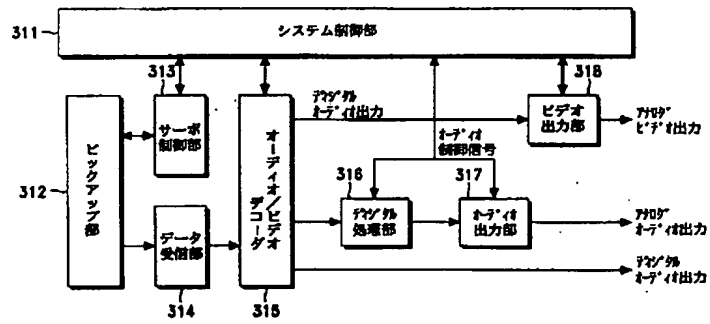 311
システム制御部
313
サーボ
制御部
312
ピックアップ部
データ
受信部
314
オーディオ/ビデオ
デコーダ
315
デジタル
オーディオ出力
オーディオ
制御信号
316
デジタル
処理部
317
オーディオ
出力部
318
ビデオ
出力部
アナログ
ビデオ出力
アナログ
オーディオ出力
デジタル
オーディオ出力